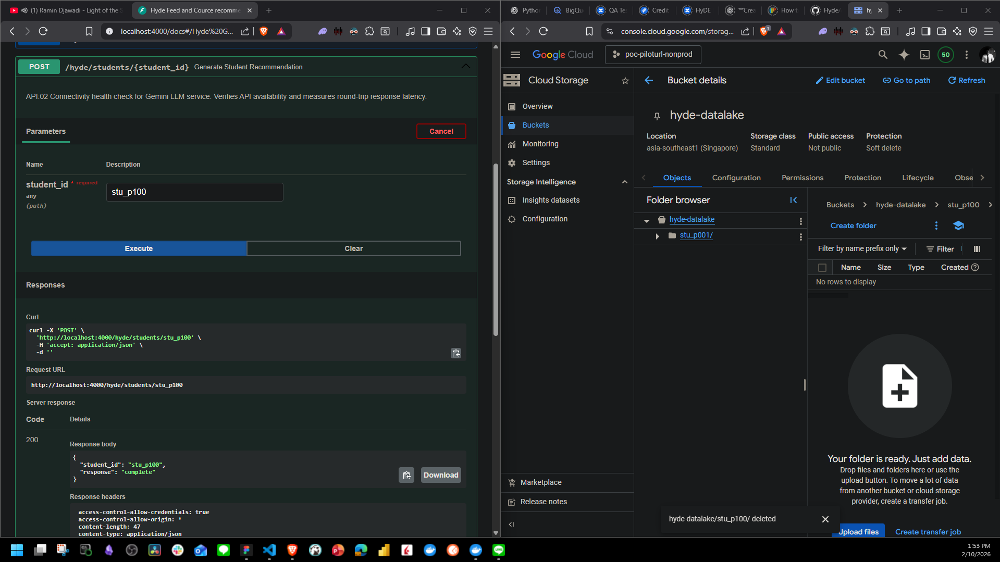 (1) Ramin Djawadi - Light of the S
Hyde Feed and Cource recomme
localhost:4000/docs#/Hyde%20G...
POST /hyde/students/{student_id} Generate Student Recommendation
API:02 Connectivity health check for Gemini LLM service. Verifies API availability and measures round-trip response latency.
Parameters
Cancel
Name Description
student_id * required
any
(path)
stu_p100
Execute
Clear
Responses
Curl
curl -X 'POST' \
'http://localhost:4000/hyde/students/stu_p100' \
-H 'accept: application/json' \
-d ''
Request URL
http://localhost:4000/hyde/students/stu_p100
Server response
Code Details
200
Response body
{
"student_id": "stu_p100",
"response": "complete"
}
Download
Response headers
access-control-allow-credentials: true
access-control-allow-origin: *
content-length: 47
content-type: application/json
Pythor
BigQu
QA Te
Credit
HyDE
**Crea
How t
Hyde/
hy
console.cloud.google.com/storag...
1
Google Cloud
poc-piloturl-nonprod
50
Cloud Storage
Overview
Buckets
Monitoring
Settings
Storage Intelligence
Insights datasets
Configuration
Marketplace
Release notes
Bucket details
Edit bucket
Go to path
Refresh
hyde-datalake
Location Storage class Public access Protection
asia-southeast1 (Singapore) Standard Not public Soft delete
Objects Configuration Permissions Protection Lifecycle Obse
Folder browser
hyde-datalake
stu_p001/
Buckets > hyde-datalake > stu_p100 >
Create folder
Filter by name prefix only
Filter
Name Size Type Created
No rows to display
Your folder is ready. Just add data.
Drop files and folders here or use the
upload button. To move a lot of data
from another bucket or cloud storage
provider, create a transfer job.
Upload files
Create transfer job
hyde-datalake/stu_p100/ deleted
1:53 PM
2/10/2026